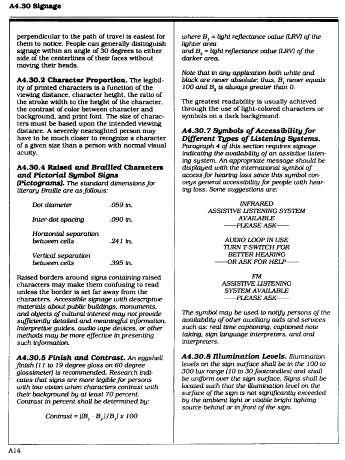 A4.30 Signage
perpendicular to the path of travel is easiest for
them to notice. People can generally distinguish
signage within an angle of 30 degrees to either
side of the centerlines of their faces without
moving their heads.
A4.30.2 Character Proportion. The legibil-
ity of printed characters is a function of the
viewing distance, character height, the ratio of
the stroke width to the height of the character,
the contrast of color between character and
background, and print font. The size of charac-
ters must be based upon the intended viewing
distance. A severely nearsighted person may
have to be much closer to recognize a character
of a given size than a person with normal visual
acuity.
A4.30.4 Raised and Brailled Characters
and Pictorial Symbol Signs
(Pictograms). The standard dimensions for
literary Braille are as follows:
Dot diameter .059 in.
Inter-dot spacing .090 in.
Horizontal separation
between cells .241 in.
Vertical separation
between cells .395 in.
Raised borders around signs containing raised
characters may make them confusing to read
unless the border is set far away from the
characters. Accessible signage with descriptive
materials about public buildings, monuments,
and objects of cultural interest may not provide
sufficiently detailed and meaningful information.
Interpretive guides, audio tape devices, or other
methods may be more effective in presenting
such information.
A4.30.5 Finish and Contrast. An eggshell
finish (11 to 19 degree gloss on 60 degree
glossimeter) is recommended. Research indi-
cates that signs are more legible for persons
with low vision when characters contrast with
their background by at least 70 percent.
Contrast in percent shall be determined by:
Contrast = [(B1 - B2)/B1] x 100
where B1 = light reflectance value (LRV) of the
lighter area
and B2 = light reflectance value (LRV) of the
darker area.
Note that in any application both white and
black are never absolute; thus, B1 never equals
100 and B2 is always greater than 0.
The greatest readability is usually achieved
through the use of light-colored characters or
symbols on a dark background.
A4.30.7 Symbols of Accessibility for
Different Types of Listening Systems.
Paragraph 4 of this section requires signage
indicating the availability of an assistive listen-
ing system. An appropriate message should be
displayed with the international symbol of
access for hearing loss since this symbol con-
veys general accessibility for people with hear-
ing loss. Some suggestions are:
INFRARED
ASSISTIVE LISTENING SYSTEM
AVAILABLE
——PLEASE ASK——
AUDIO LOOP IN USE
TURN T-SWITCH FOR
BETTER HEARING
——OR ASK FOR HELP——
FM
ASSISTIVE LISTENING
SYSTEM AVAILABLE
——PLEASE ASK——
The symbol may be used to notify persons of the
availability of other auxiliary aids and services
such as: real time captioning, captioned note
taking, sign language interpreters, and oral
interpreters.
A4.30.8 Illumination Levels. Illumination
levels on the sign surface shall be in the 100 to
300 lux range (10 to 30 footcandles) and shall
be uniform over the sign surface. Signs shall be
located such that the illumination level on the
surface of the sign is not significantly exceeded
by the ambient light or visible bright lighting
source behind or in front of the sign.
A14